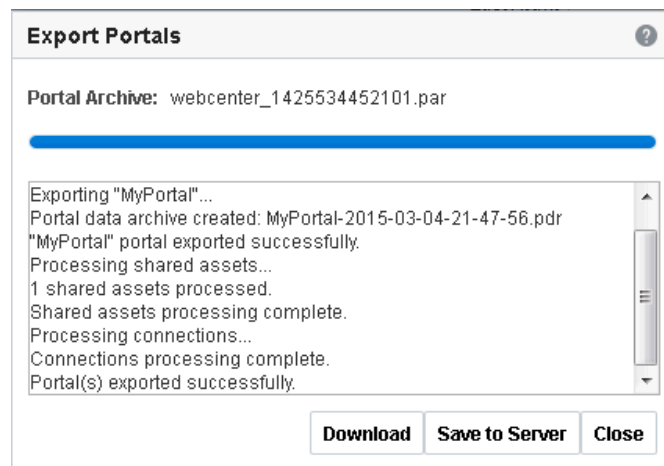 Export Portals
Portal Archive: webcenter_1425534452101.par
Exporting "MyPortal"...
Portal data archive created: MyPortal-2015-03-04-21-47-56.pdr
"MyPortal" portal exported successfully.
Processing shared assets...
1 shared assets processed.
Shared assets processing complete.
Processing connections...
Connections processing complete.
Portal(s) exported successfully.
Download Save to Server Close